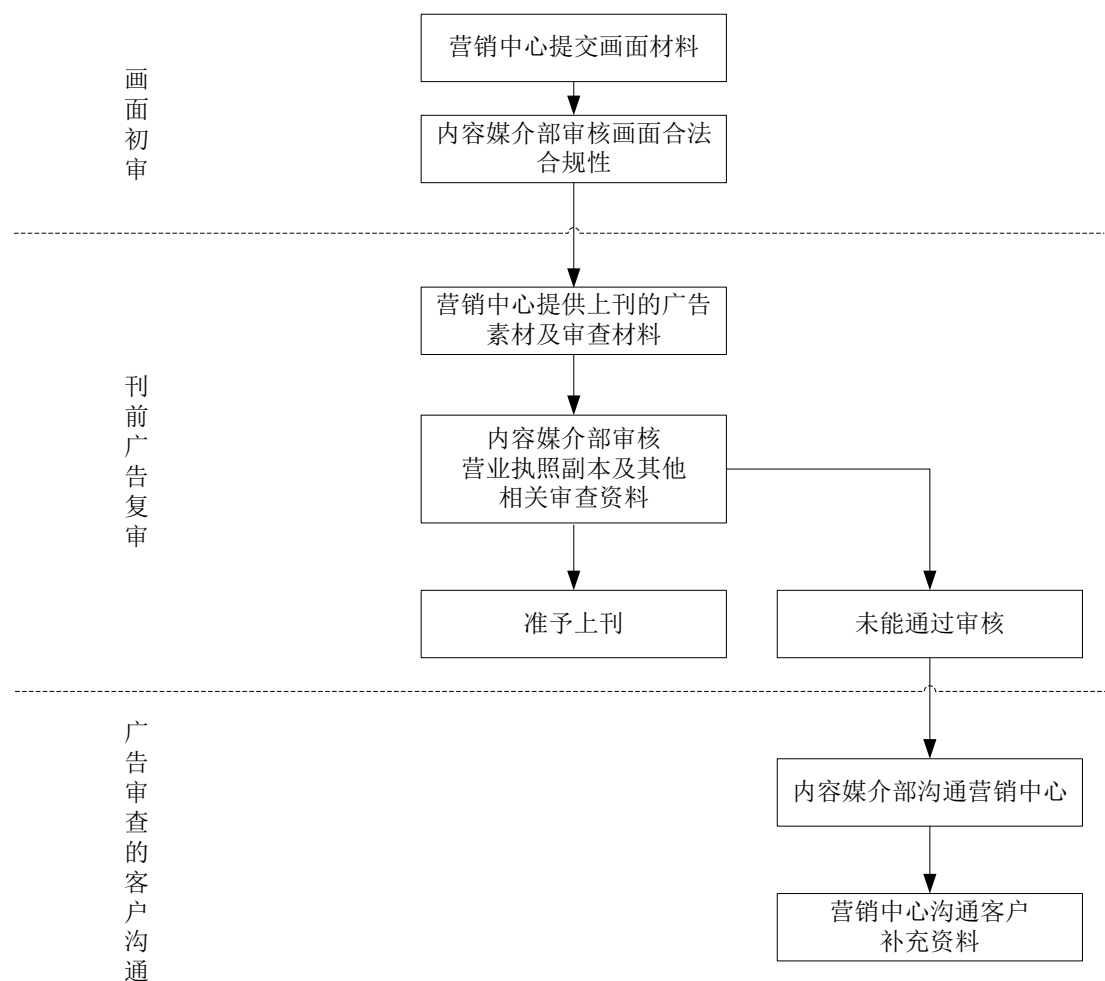 画面初审
营销中心提交画面材料
内容媒介部审核画面合法
合规性
刊前广告复审
营销中心提供上刊的广告
素材及审查材料
内容媒介部审核
营业执照副本及其他
相关审查资料
准予上刊
未能通过审核
广告审查的客户沟通
内容媒介部沟通营销中心
营销中心沟通客户
补充资料